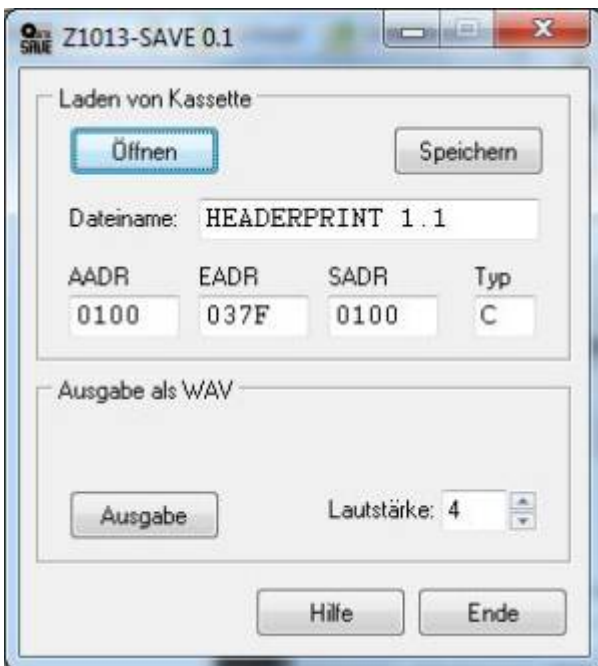 SAVE Z1013-SAVE 0.1
Laden von Kassette
Öffnen Speichern
Dateiname: HEADERPRINT 1.1
AADR EADR SADR Typ
0100 037F 0100 C
Ausgabe als WAV
Ausgabe Lautstärke: 4
Hilfe Ende